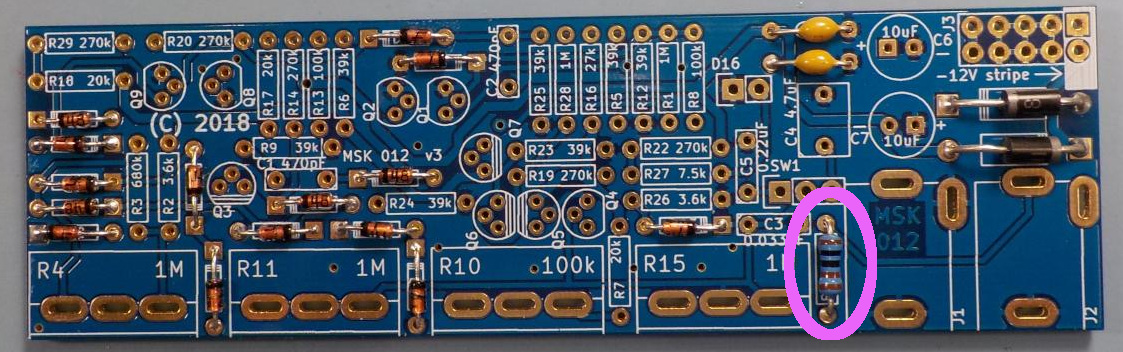 R29 270k
R20 270k
R18 20k
Q9
Q8
R17 20k
R14 270k
R13 100k
R6 39k
Q2
Q1
C2 470pF
R25 39k
R28 1M
R16 27k
R5 39k
R12 39k
R1 1M
R8 100k
D16
C4 4.7uF
10uF
C6
+
-
J3
-12V stripe
C7
10uF
+
-
(C) 2018
R9 39k
C1 470pF
MSK 012 v3
Q7
R23 39k
R19 270k
R22 270k
R27 7.5k
R26 3.6k
C5 0.22uF
SW1
R3 680k
R2 3.6k
Q3
R24 39k
Q6
Q5
Q4
C3
MSK
012
R4 1M
R11 1M
R10 100k
R7 20k
R15
J1
J2